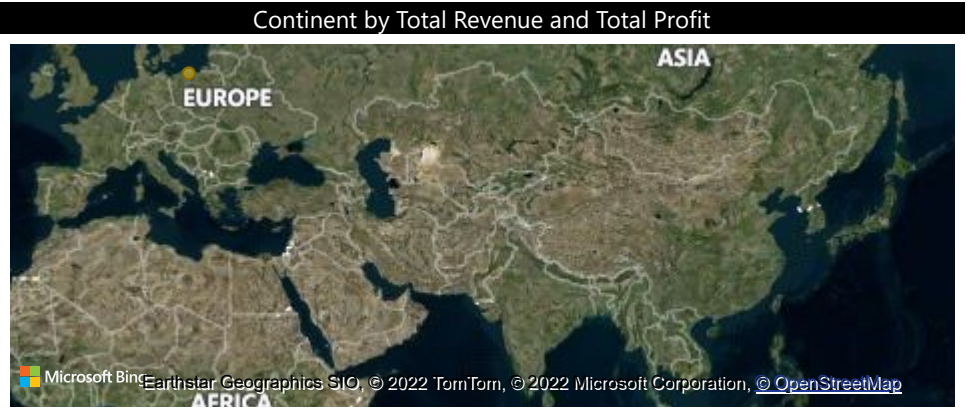 Continent by Total Revenue and Total Profit
ASIA
EUROPE
Microsoft Bing
Earthstar Geographics SIO, © 2022 TomTom, © 2022 Microsoft Corporation, © OpenStreetMap
AFRICA